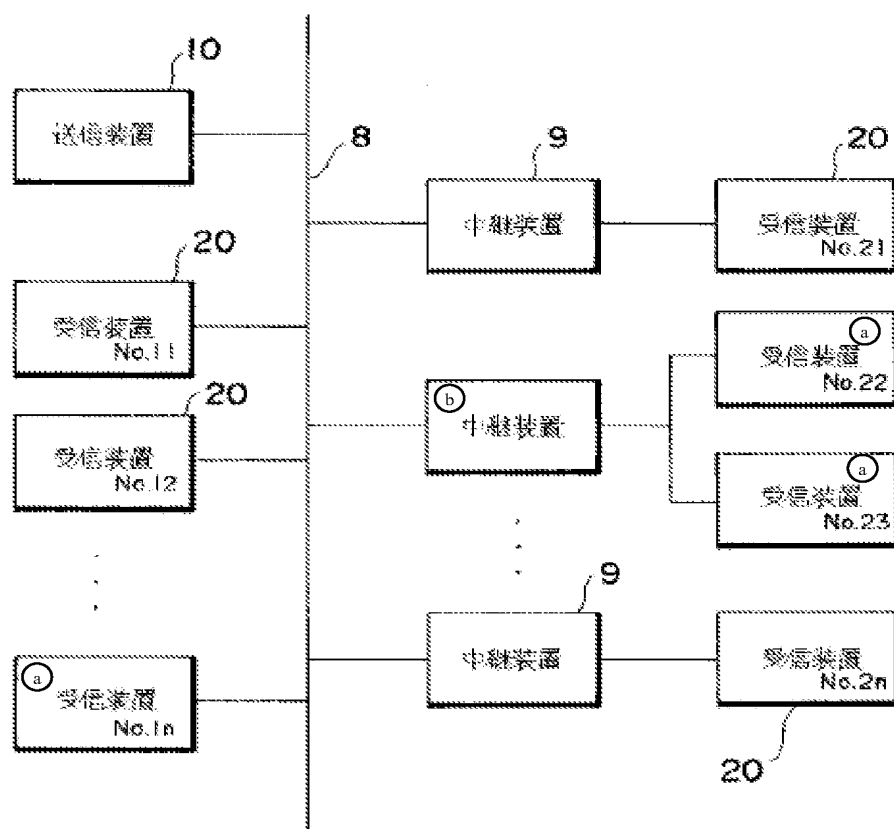 10
送信装置
8
20
受信装置
No.11
20
受信装置
No.12
a
受信装置
No.1n
9
中継装置
20
受信装置
No.21
b
中継装置
a
受信装置
No.22
a
受信装置
No.23
9
中継装置
受信装置
No.2n
20